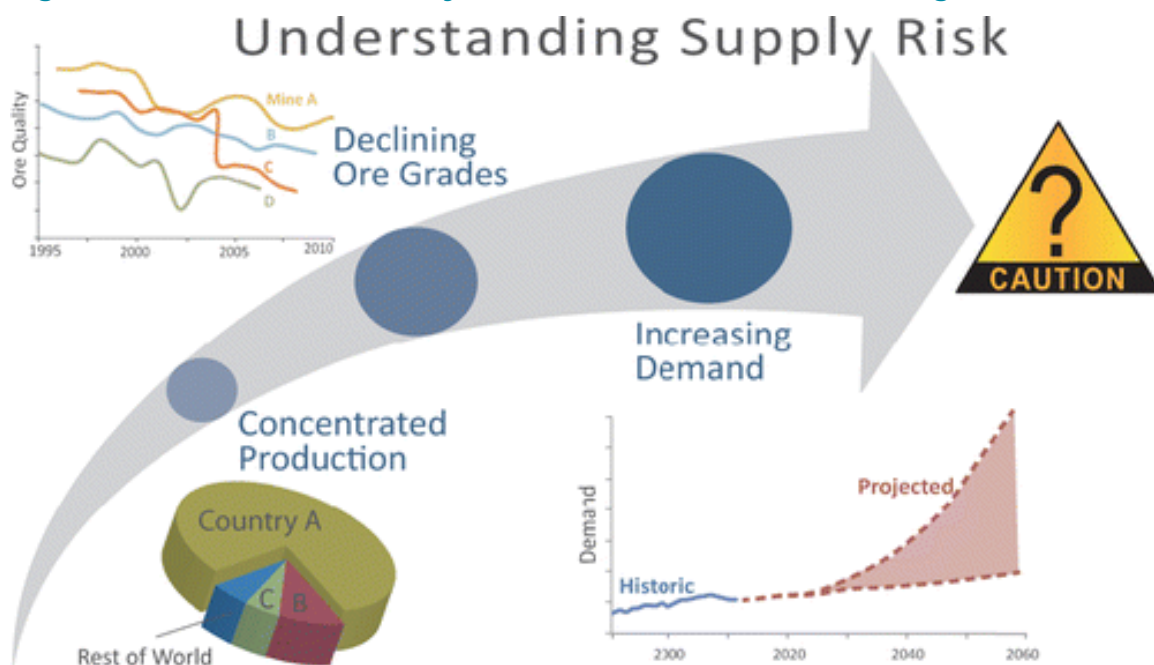 Understanding Supply Risk
Ore Quality
Mine A
B
C
D
1995
2000
2005
2010
Declining
Ore Grades
?
CAUTION
Increasing
Demand
Concentrated
Production
Country A
C
B
Rest of World
Demand
Projected
Historic
2300
2020
2040
2060